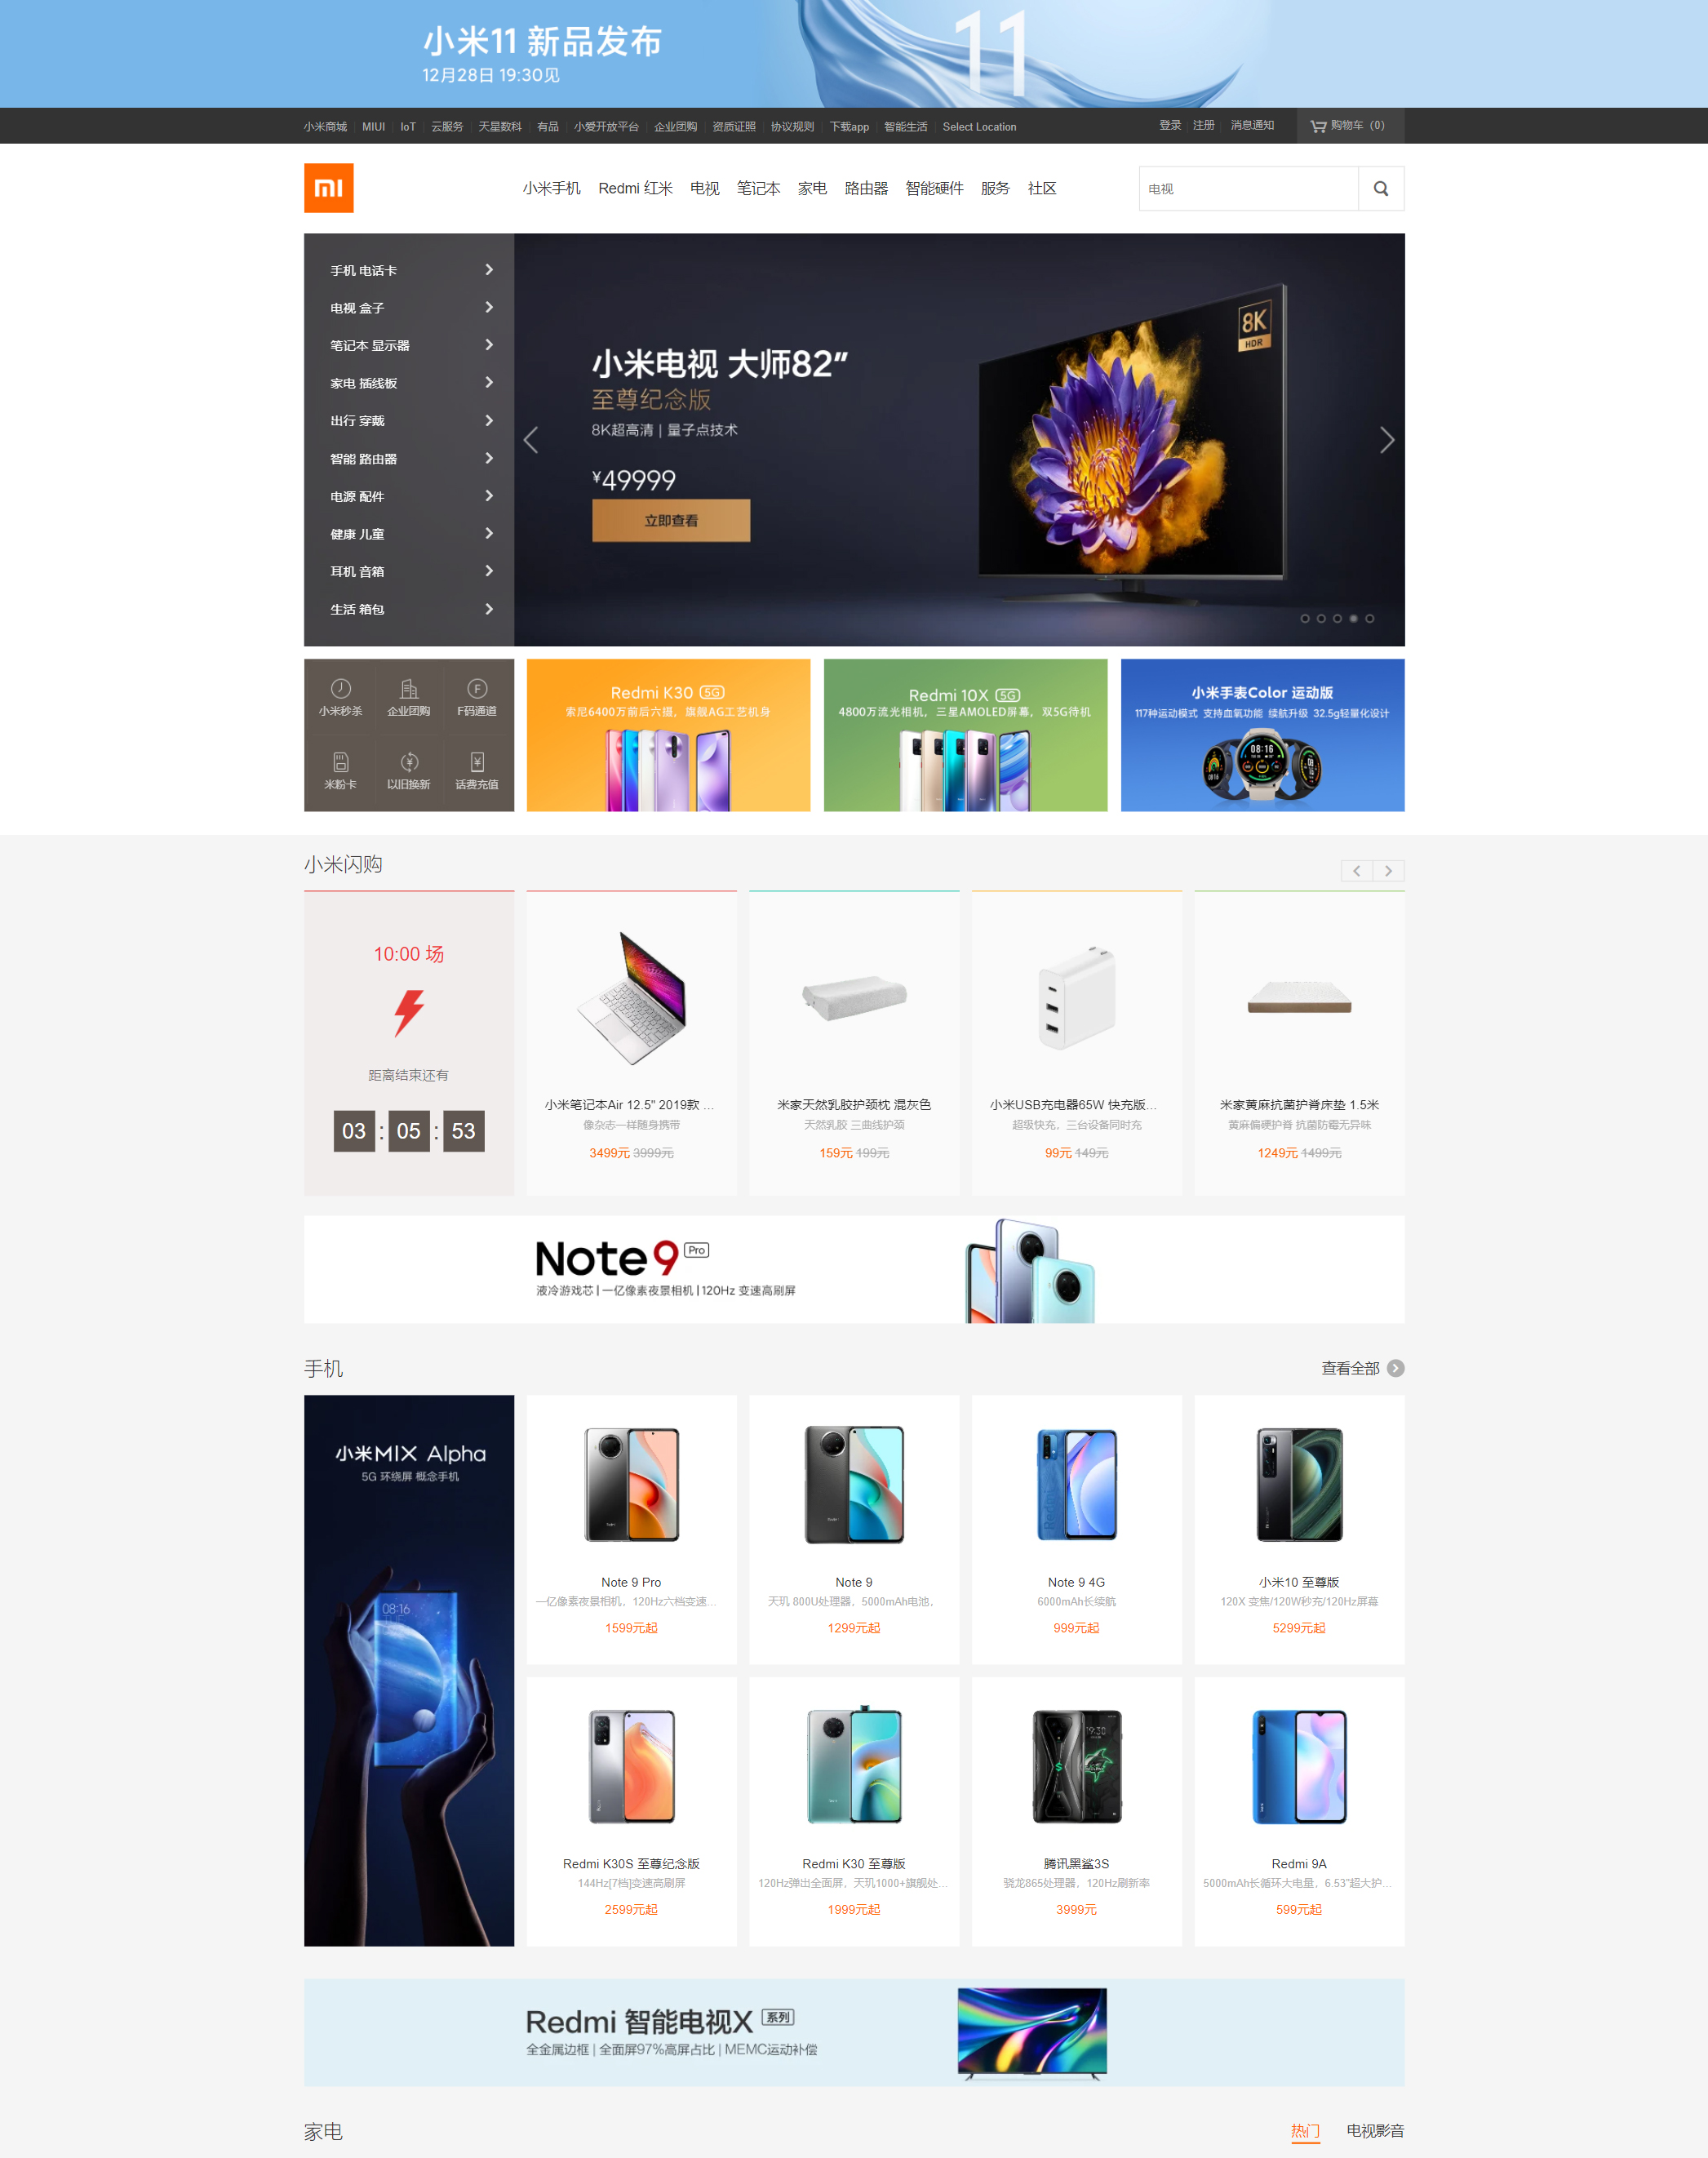 小米11 新品发布
12月28日 19:30见
11
小米商城 MIUI IoT 云服务 天星数科 有品 小爱开放平台 企业团购 资质证照 协议规则 下载app 智能生活 Select Location
登录 注册 消息通知 购物车（0）
小米手机 Redmi 红米 电视 笔记本 家电 路由器 智能硬件 服务 社区
电视
手机 电话卡
电视 盒子
笔记本 显示器
家电 插线板
出行 穿戴
智能 路由器
电源 配件
健康 儿童
耳机 音箱
生活 箱包
小米电视 大师82″
至尊纪念版
8K超高清 | 量子点技术
¥49999
立即查看
8K
HDR
小米秒杀 企业团购 F码通道
米粉卡 以旧换新 话费充值
Redmi K30 5G
索尼6400万前后六摄，旗舰AG工艺机身
Redmi 10X 5G
4800万流光相机，三星AMOLED屏幕，双5G待机
小米手表Color 运动版
117种运动模式 支持血氧功能 续航升级 32.5g轻量化设计
08:16
小米闪购
10:00 场
距离结束还有
03 : 05 : 53
小米笔记本Air 12.5" 2019款 ...
像杂志一样随身携带
3499元 3999元
米家天然乳胶护颈枕 混灰色
天然乳胶 三曲线护颈
159元 199元
小米USB充电器65W 快充版...
超级快充，三台设备同时充
99元 149元
米家黄麻抗菌护脊床垫 1.5米
黄麻偏硬护脊 抗菌防霉无异味
1249元 1499元
Note 9 Pro
液冷游戏芯 | 一亿像素夜景相机 | 120Hz 变速高刷屏
手机
查看全部
小米MIX Alpha
5G 环绕屏 概念手机
08:16
Note 9 Pro
一亿像素夜景相机，120Hz六档变速...
1599元起
Note 9
天玑 800U处理器，5000mAh电池，
1299元起
Note 9 4G
6000mAh长续航
999元起
小米10 至尊版
120X 变焦/120W秒充/120Hz屏幕
5299元起
Redmi K30S 至尊纪念版
144Hz[7档]变速高刷屏
2599元起
Redmi K30 至尊版
120Hz弹出全面屏，天玑1000+旗舰处...
1999元起
腾讯黑鲨3S
骁龙865处理器，120Hz刷新率
3999元
Redmi 9A
5000mAh长循环大电量，6.53"超大护...
599元起
Redmi 智能电视X 系列
全金属边框 | 全面屏97%高屏占比 | MEMC运动补偿
家电
热门 电视影音